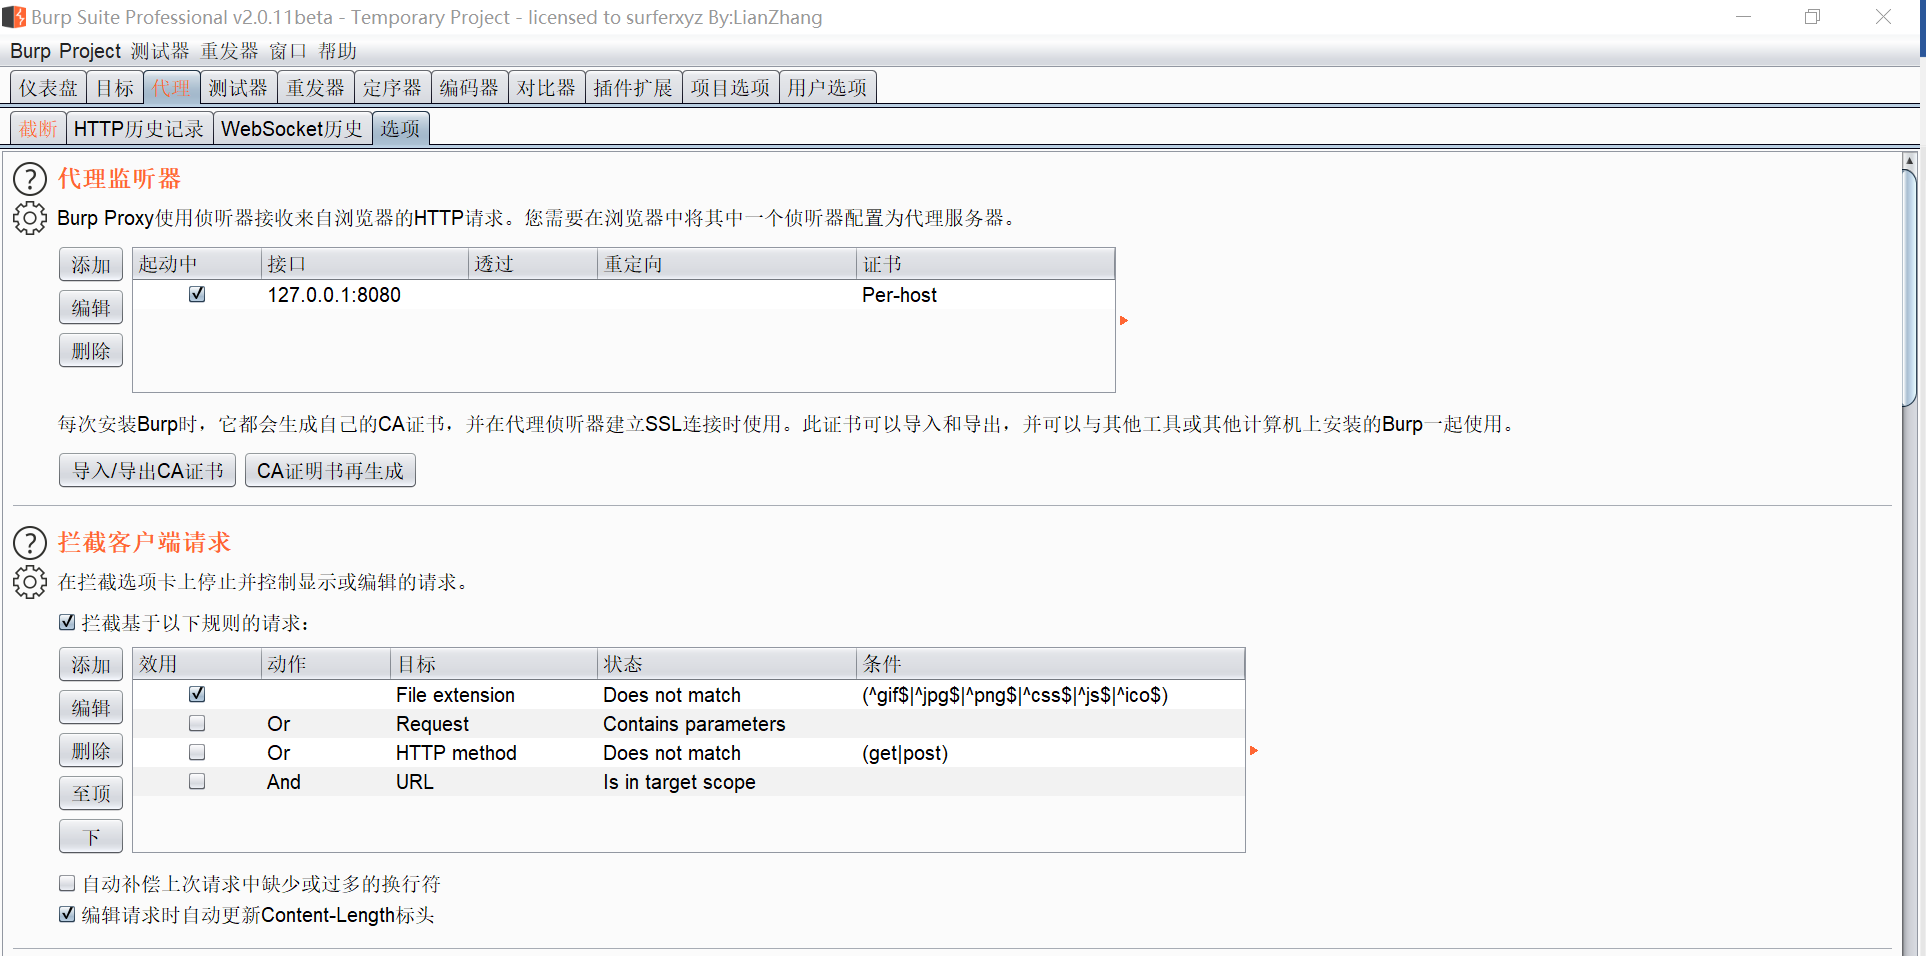 Burp Suite Professional v2.0.11beta - Temporary Project - licensed to surferxyz By:LianZhang
Burp Project 测试器 重发器 窗口 帮助
仪表盘 目标 代理 测试器 重发器 定序器 编码器 对比器 插件扩展 项目选项 用户选项
截断 HTTP历史记录 WebSocket历史 选项
代理监听器
Burp Proxy使用侦听器接收来自浏览器的HTTP请求。您需要在浏览器中将其中一个侦听器配置为代理服务器。
添加 起动中 接口 透过 重定向 证书
127.0.0.1:8080 Per-host
编辑
删除
每次安装Burp时，它都会生成自己的CA证书，并在代理侦听器建立SSL连接时使用。此证书可以导入和导出，并可以与其他工具或其他计算机上安装的Burp一起使用。
导入/导出CA证书 CA证明书再生成
拦截客户端请求
在拦截选项卡上停止并控制显示或编辑的请求。
拦截基于以下规则的请求：
添加 效用 动作 目标 状态 条件
File extension Does not match (^gif$|^jpg$|^png$|^css$|^js$|^ico$)
编辑 Or Request Contains parameters
删除 Or HTTP method Does not match (get|post)
至顶 And URL Is in target scope
下
自动补偿上次请求中缺少或过多的换行符
编辑请求时自动更新Content-Length标头